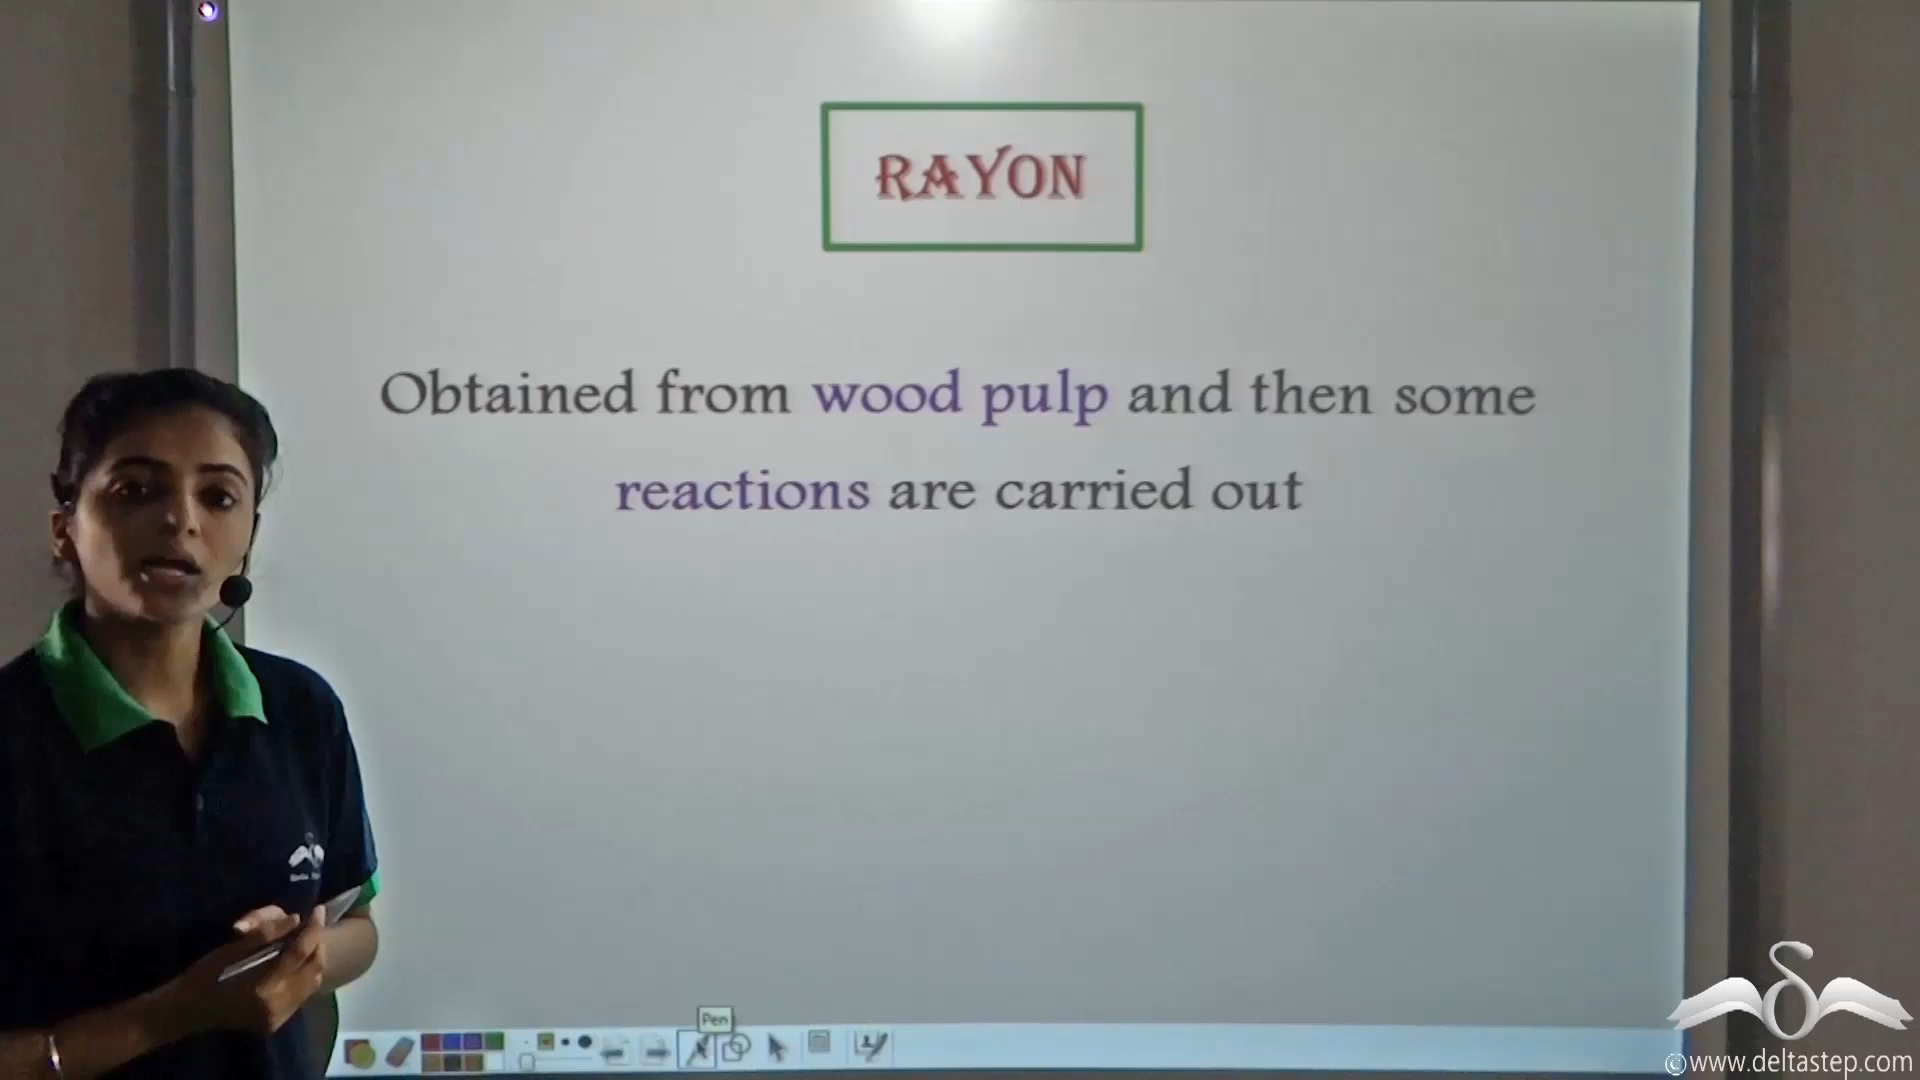 RAYON
Obtained from wood pulp and then some
reactions are carried out
Pen
©www.deltastep.com